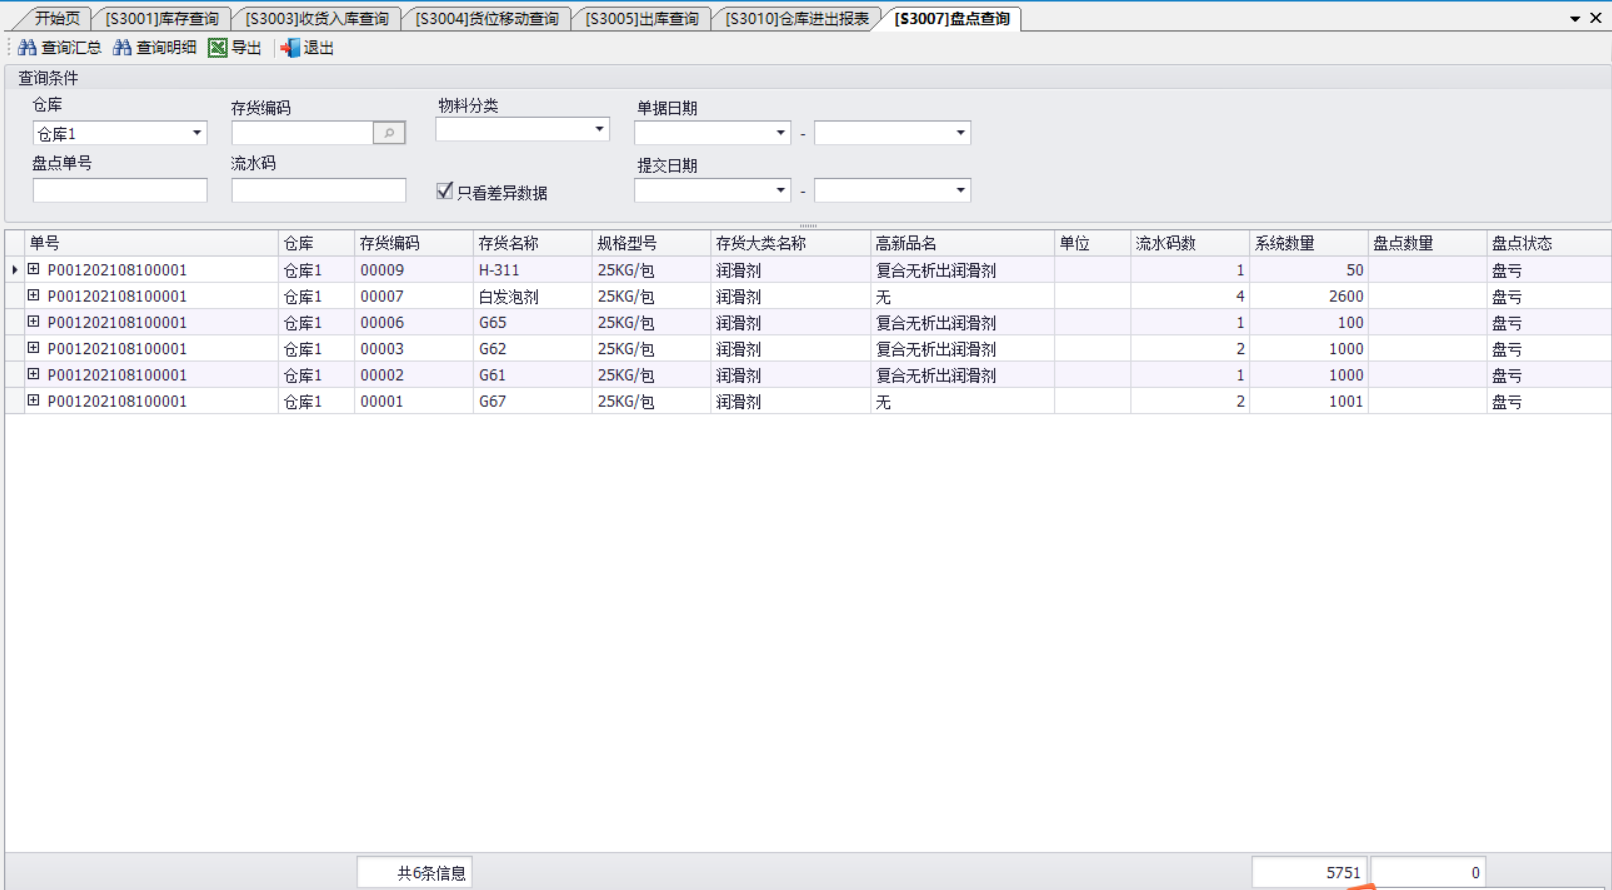 开始页 [S3001]库存查询 [S3003]收货入库查询 [S3004]货位移动查询 [S3005]出库查询 [S3010]仓库进出报表 [S3007]盘点查询
查询汇总 查询明细 导出 退出
查询条件
仓库 存货编码 物料分类 单据日期
仓库1 -
盘点单号 流水码 提交日期
只看差异数据 -
单号 仓库 存货编码 存货名称 规格型号 存货大类名称 高新品名 单位 流水码数 系统数量 盘点数量 盘点状态
P001202108100001 仓库1 00009 H-311 25KG/包 润滑剂 复合无析出润滑剂 1 50 盘亏
P001202108100001 仓库1 00007 白发泡剂 25KG/包 润滑剂 无 4 2600 盘亏
P001202108100001 仓库1 00006 G65 25KG/包 润滑剂 复合无析出润滑剂 1 100 盘亏
P001202108100001 仓库1 00003 G62 25KG/包 润滑剂 复合无析出润滑剂 2 1000 盘亏
P001202108100001 仓库1 00002 G61 25KG/包 润滑剂 复合无析出润滑剂 1 1000 盘亏
P001202108100001 仓库1 00001 G67 25KG/包 润滑剂 无 2 1001 盘亏
共6条信息 5751 0